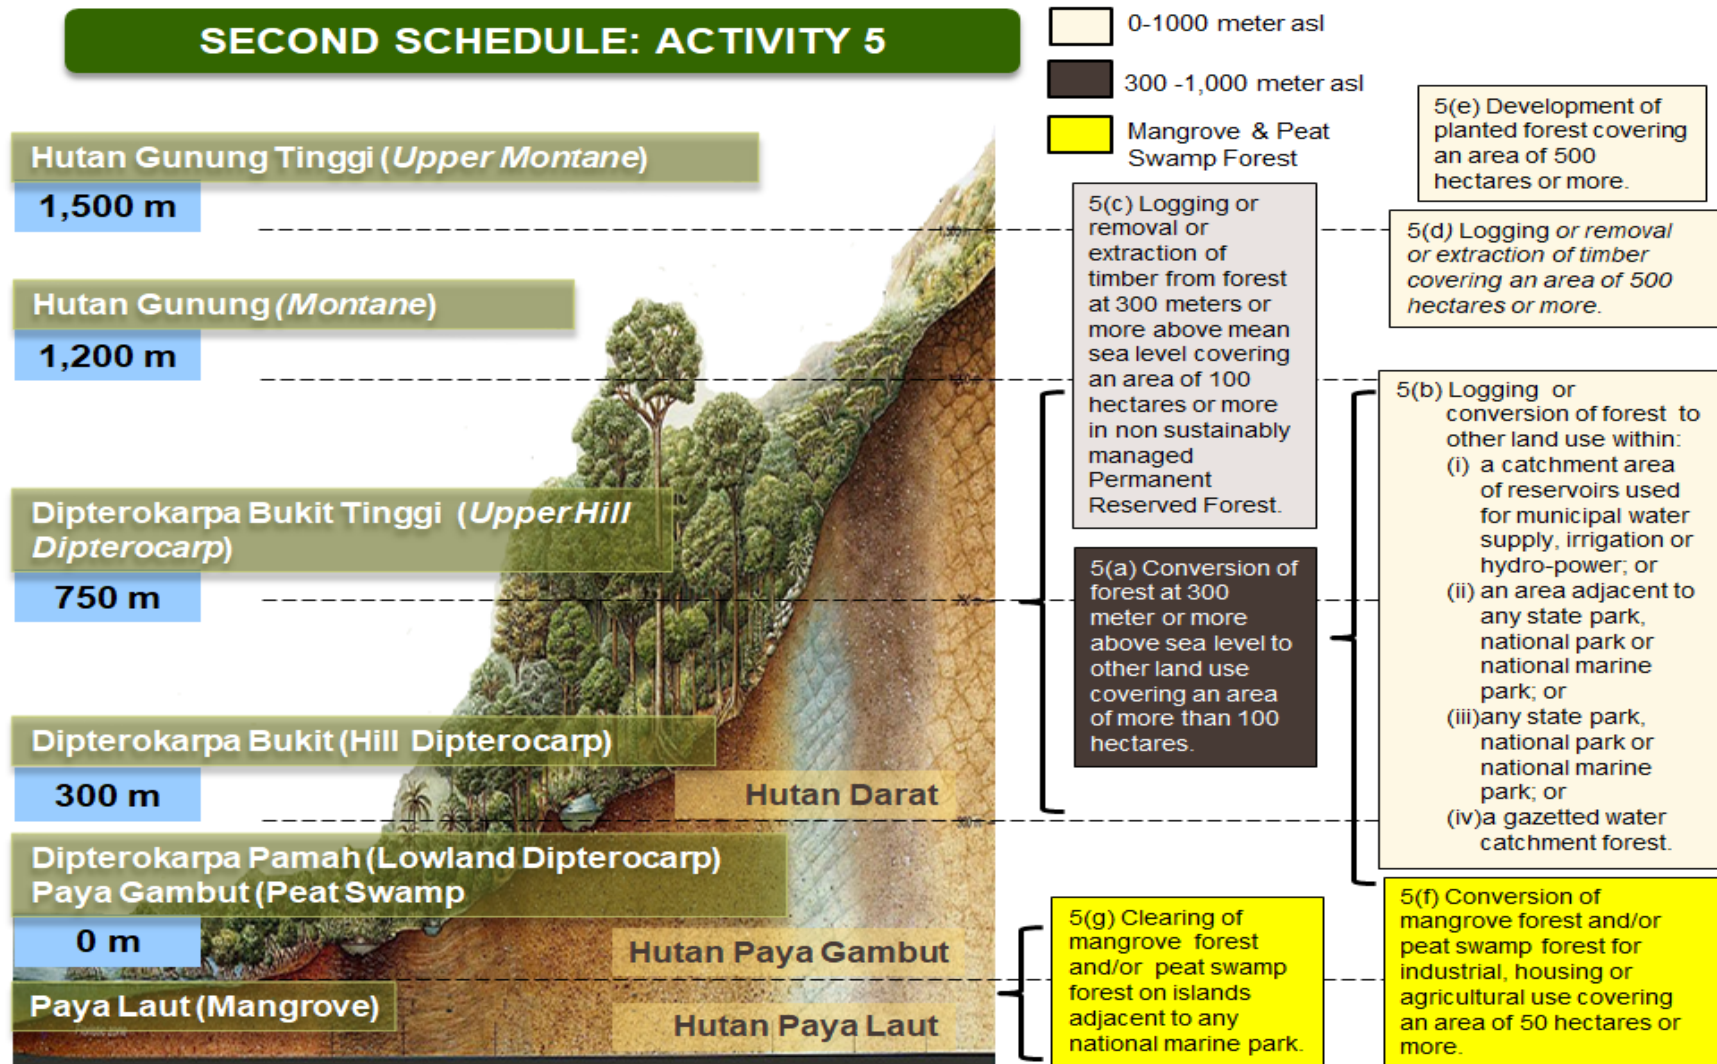 SECOND SCHEDULE: ACTIVITY 5
0-1000 meter asl
300 -1,000 meter asl
Mangrove & Peat
Swamp Forest
Hutan Gunung Tinggi (Upper Montane)
1,500 m
Hutan Gunung (Montane)
1,200 m
Dipterokarpa Bukit Tinggi (Upper Hill
Dipterocarp)
750 m
Dipterokarpa Bukit (Hill Dipterocarp)
300 m
Dipterokarpa Pamah (Lowland Dipterocarp)
Paya Gambut (Peat Swamp
0 m
Paya Laut (Mangrove)
Hutan Darat
Hutan Paya Gambut
Hutan Paya Laut
5(c) Logging or
removal or
extraction of
timber from forest
at 300 meters or
more above mean
sea level covering
an area of 100
hectares or more
in non sustainably
managed
Permanent
Reserved Forest.
5(a) Conversion of
forest at 300
meter or more
above sea level to
other land use
covering an area
of more than 100
hectares.
5(g) Clearing of
mangrove forest
and/or peat swamp
forest on islands
adjacent to any
national marine park.
5(e) Development of
planted forest covering
an area of 500
hectares or more.
5(d) Logging or removal
or extraction of timber
covering an area of 500
hectares or more.
5(b) Logging or
conversion of forest to
other land use within:
(i) a catchment area
of reservoirs used
for municipal water
supply, irrigation or
hydro-power; or
(ii) an area adjacent to
any state park,
national park or
national marine
park; or
(iii)any state park,
national park or
national marine
park; or
(iv)a gazetted water
catchment forest.
5(f) Conversion of
mangrove forest and/or
peat swamp forest for
industrial, housing or
agricultural use covering
an area of 50 hectares or
more.